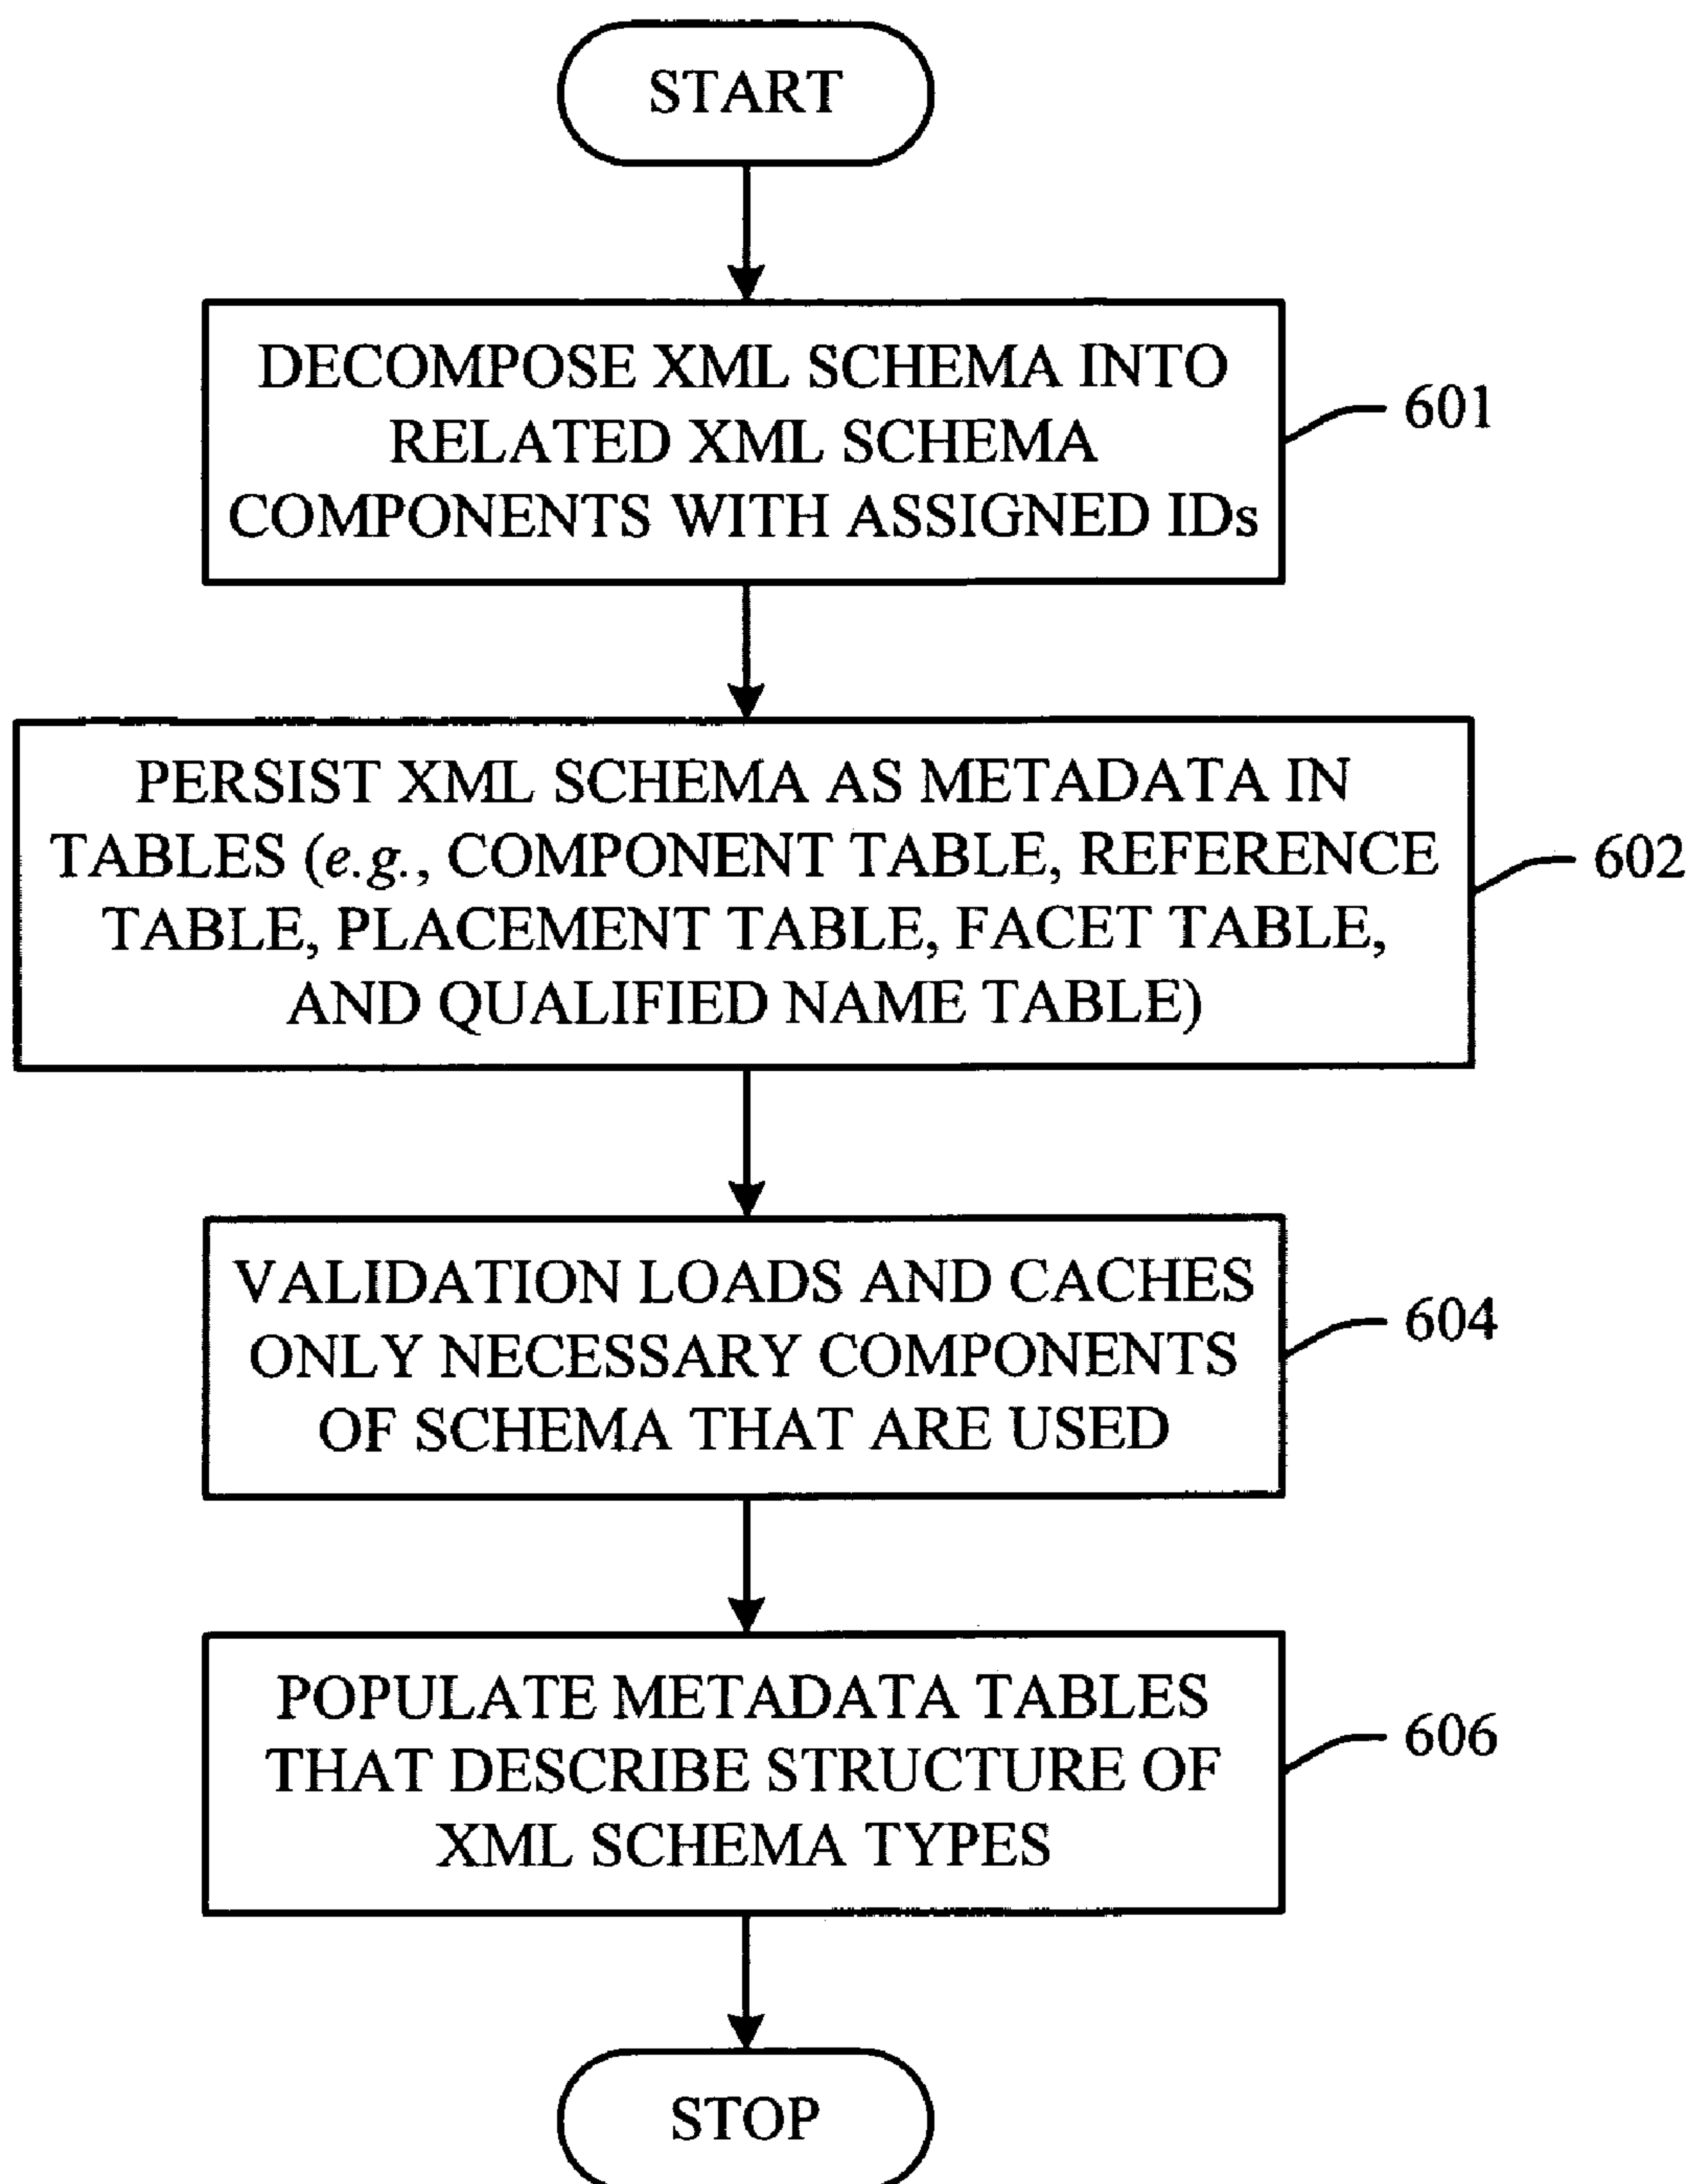 START
DECOMPOSE XML SCHEMA INTO
RELATED XML SCHEMA
COMPONENTS WITH ASSIGNED IDs
601
PERSIST XML SCHEMA AS METADATA IN
TABLES (e.g., COMPONENT TABLE, REFERENCE
TABLE, PLACEMENT TABLE, FACET TABLE,
AND QUALIFIED NAME TABLE)
602
VALIDATION LOADS AND CACHES
ONLY NECESSARY COMPONENTS
OF SCHEMA THAT ARE USED
604
POPULATE METADATA TABLES
THAT DESCRIBE STRUCTURE OF
XML SCHEMA TYPES
606
STOP